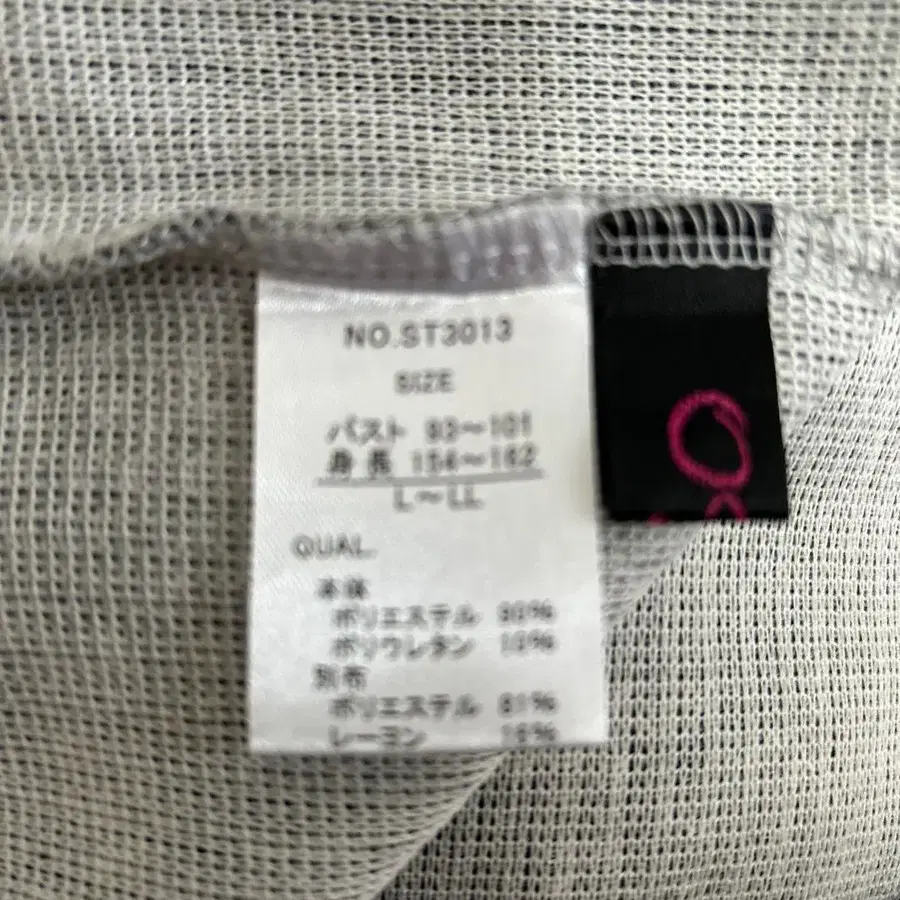 NO.ST3013
SIZE
バスト 93～101
身長 154～162
L～LL
QUAL.
本体
ポリエステル 90%
ポリウレタン 10%
別布
ポリエステル 81%
レーヨン